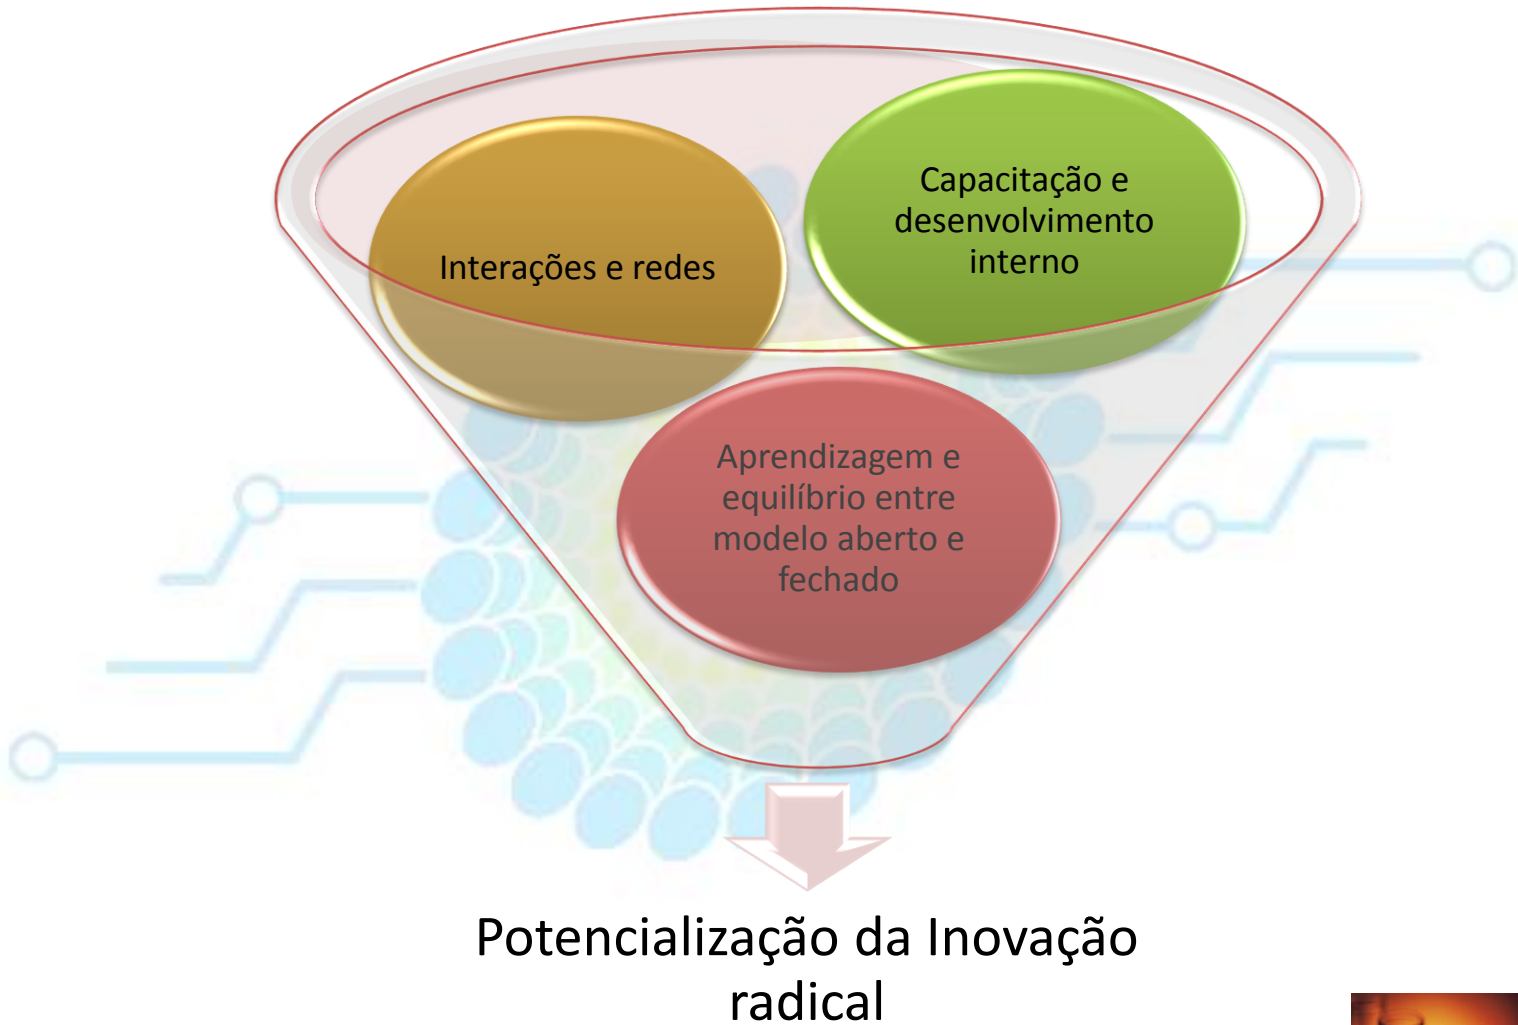 Interações e redes
Capacitação e
desenvolvimento
interno
Aprendizagem e
equilíbrio entre
modelo aberto e
fechado
Potencialização da Inovação
radical